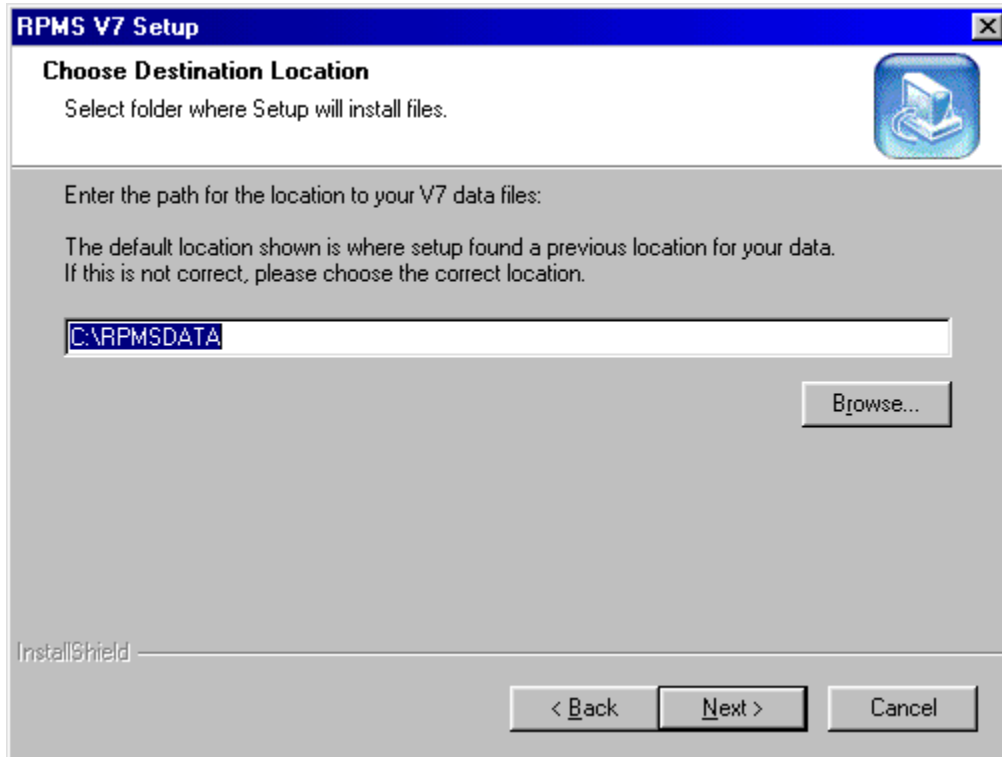 RPMS V7 Setup
Choose Destination Location
Select folder where Setup will install files.
Enter the path for the location to your V7 data files:
The default location shown is where setup found a previous location for your data.
If this is not correct, please choose the correct location.
C:\RPMSDATA
Browse...
InstallShield
< Back Next > Cancel